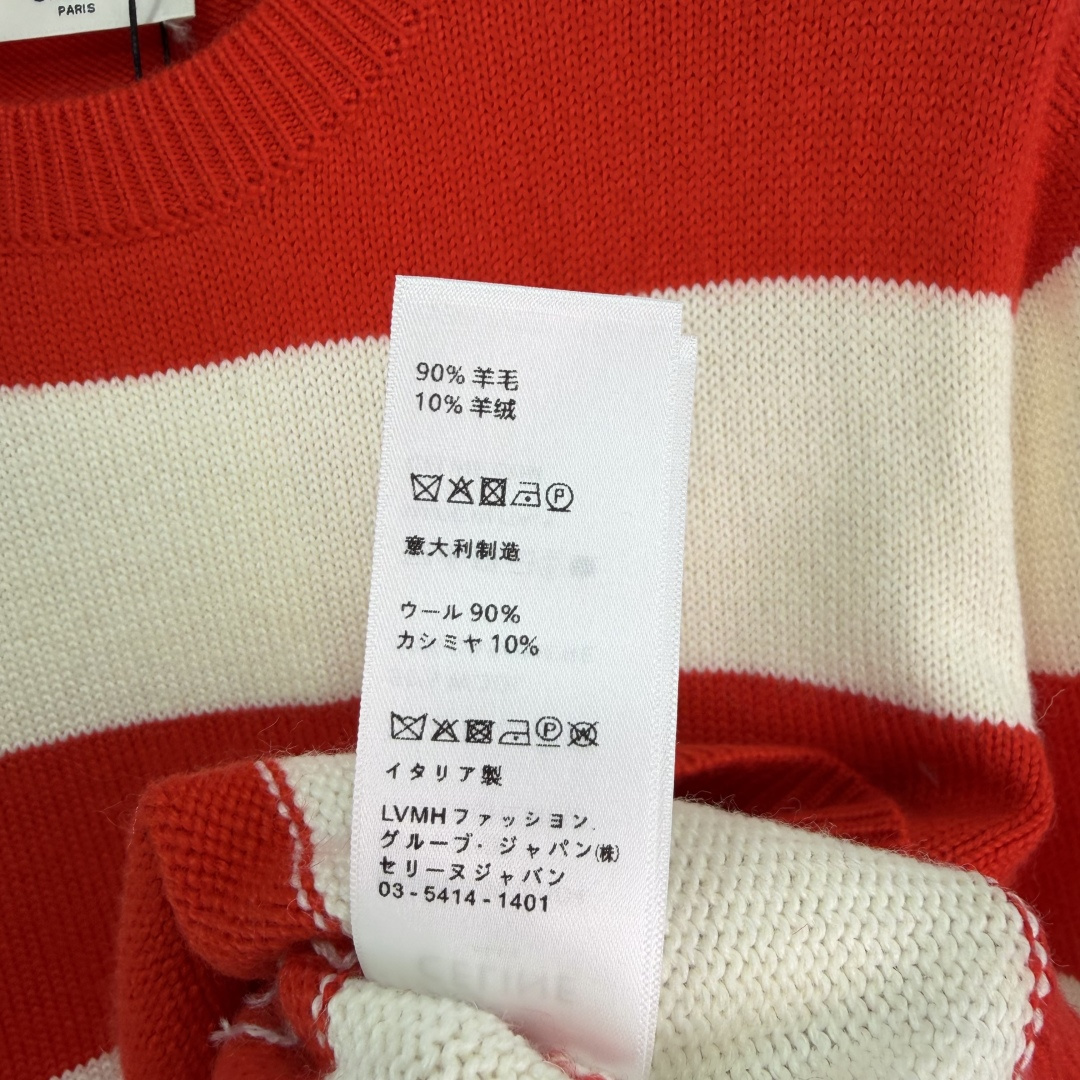 PARIS
90% 羊毛
10% 羊绒
P
意大利制造
ウール 90%
カシミヤ 10%
P W
イタリア製
LVMHファッション.
グループ・ジャパン(株)
セリーヌジャパン
03-5414-1401
CELINE